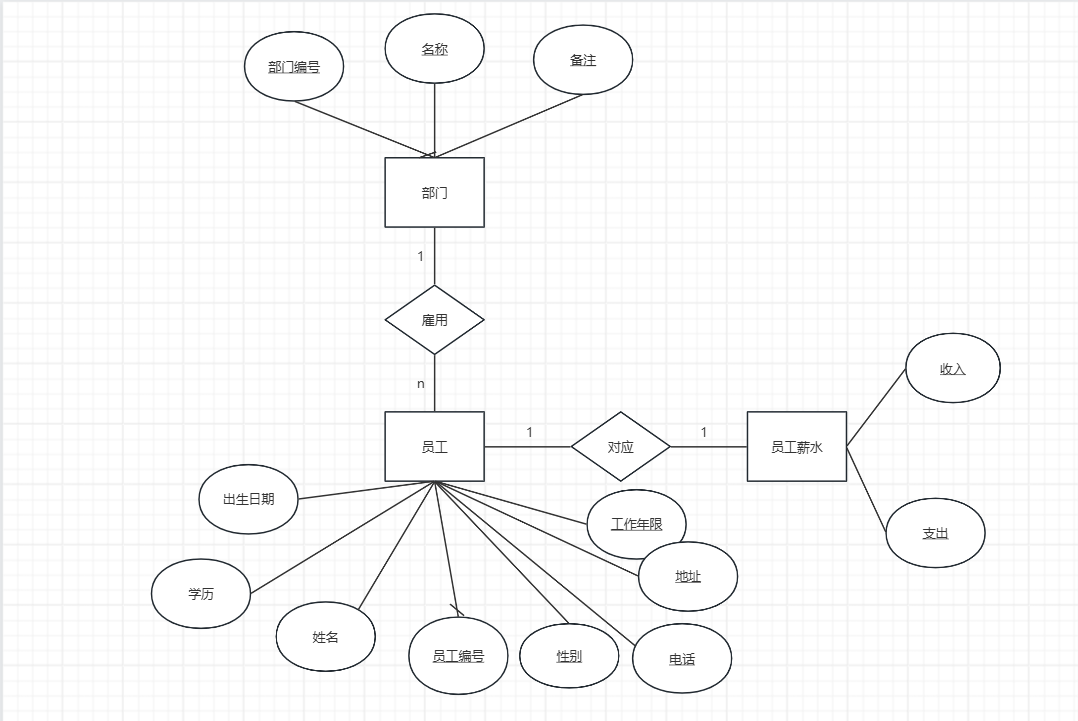 部门编号
名称
备注
部门
1
雇用
n
员工
1
对应
1
员工薪水
收入
支出
出生日期
学历
姓名
员工编号
性别
电话
地址
工作年限